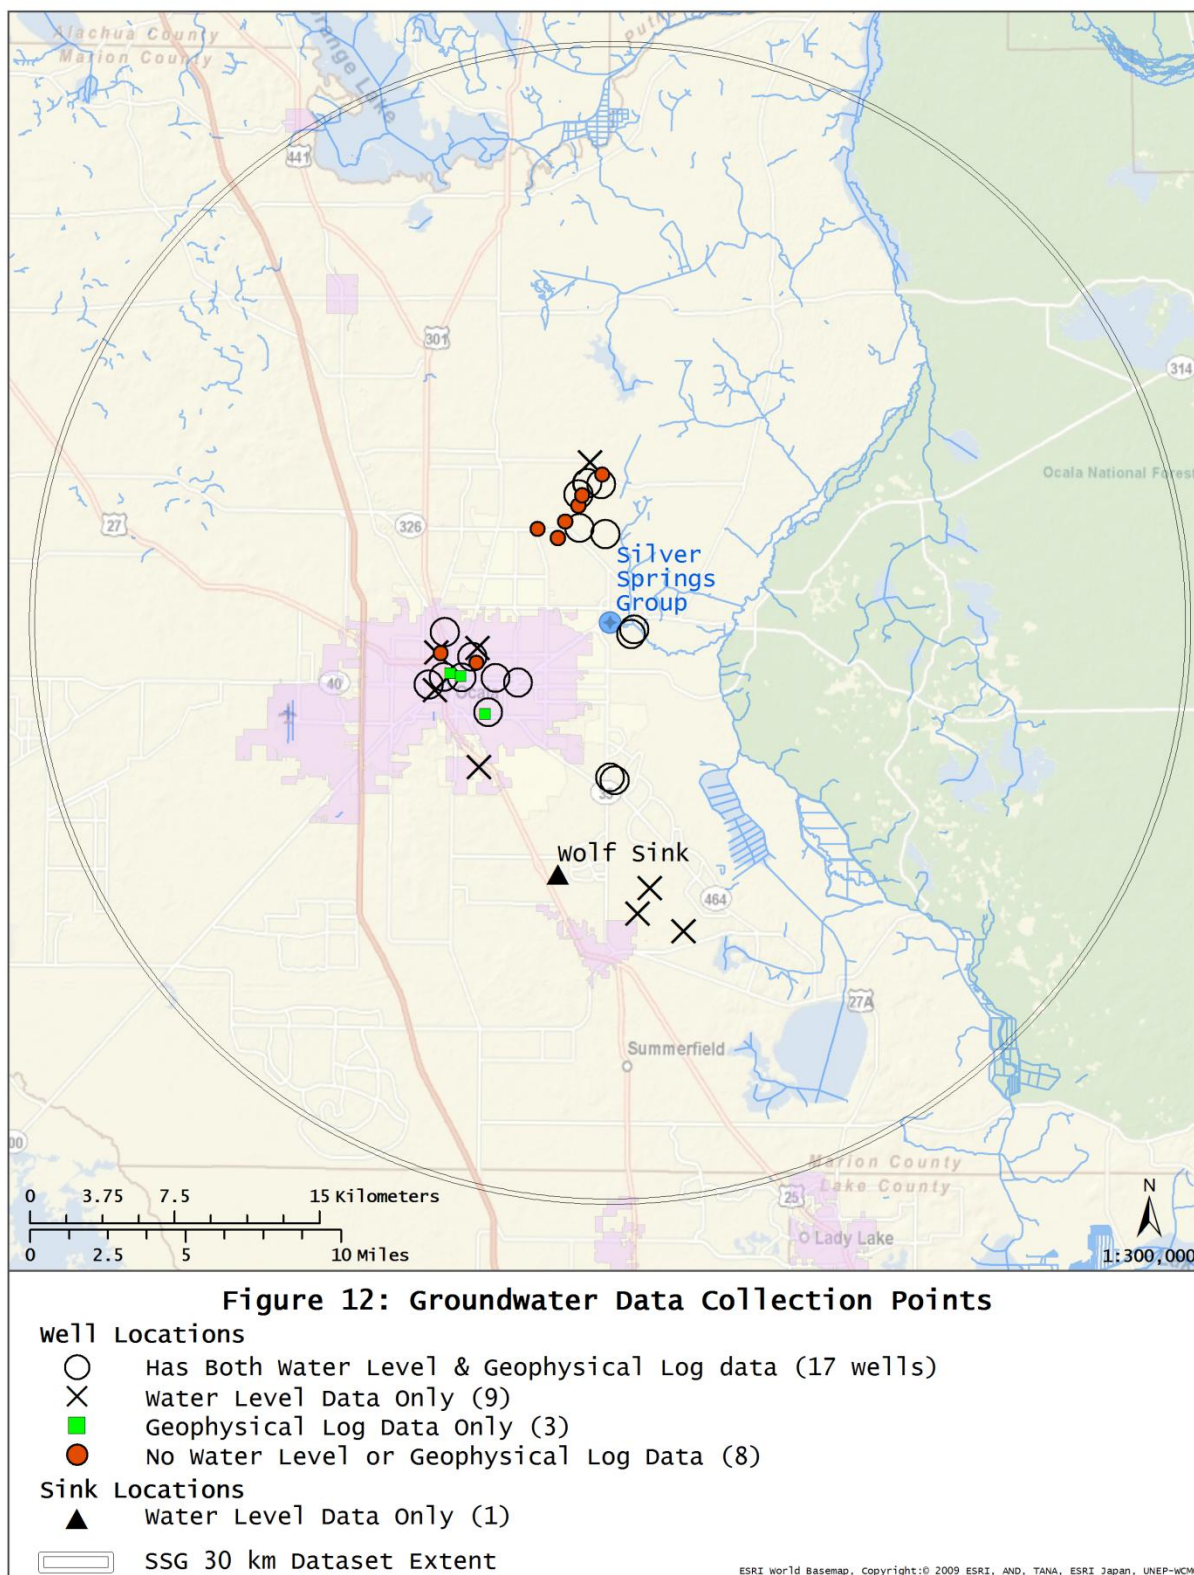 Alachua County
Marion County
Orange Lake
Putn
441
301
314
Ocala National Forest
27
326
Silver
Springs
Group
40
Ocala
35
Wolf Sink
464
27A
Summerfield
00
Marion County
Lake County
25
Lady Lake
0 3.75 7.5 15 Kilometers
0 2.5 5 10 Miles
N
1:300,000
Figure 12: Groundwater Data Collection Points
Well Locations
Has Both Water Level & Geophysical Log data (17 wells)
Water Level Data Only (9)
Geophysical Log Data Only (3)
No Water Level or Geophysical Log Data (8)
Sink Locations
Water Level Data Only (1)
SSG 30 km Dataset Extent
ESRI World Basemap, Copyright:© 2009 ESRI, AND, TANA, ESRI Japan, UNEP-WCM